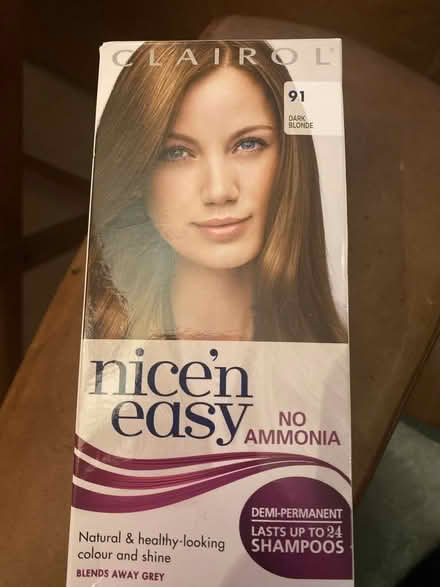 CLAIROL
91
DARK
BLONDE
nice'n
easy
NO
AMMONIA
DEMI-PERMANENT
LASTS UP TO 24
SHAMPOOS
Natural & healthy-looking
colour and shine
BLENDS AWAY GREY